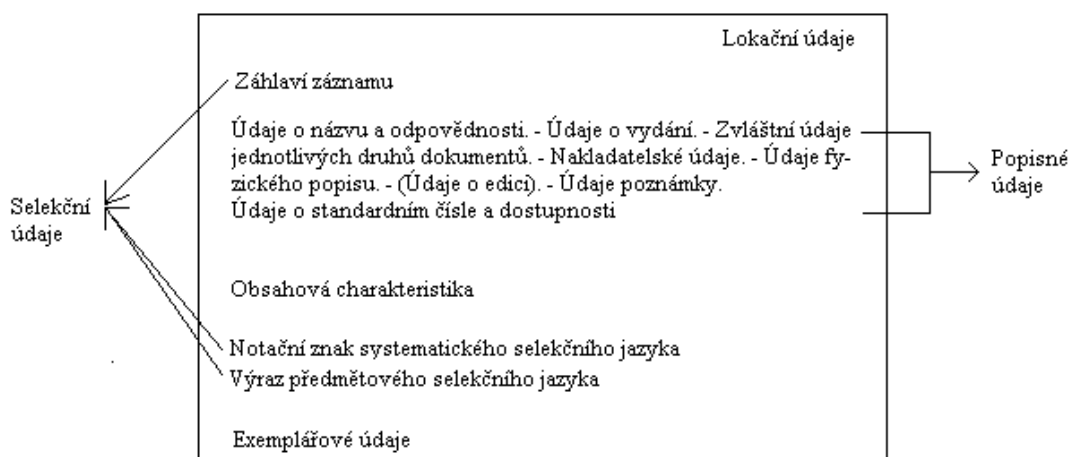 Lokační údaje
Záhlaví záznamu
Údaje o názvu a odpovědnosti. - Údaje o vydání. - Zvláštní údaje
jednotlivých druhů dokumentů. - Nakladatelské údaje. - Údaje fy-
zického popisu. - (Údaje o edici). - Údaje poznámky.
Údaje o standardním čísle a dostupnosti
Popisné
údaje
Selekční
údaje
Obsahová charakteristika
Notační znak systematického selekčního jazyka
Výraz předmětového selekčního jazyka
Exemplářové údaje